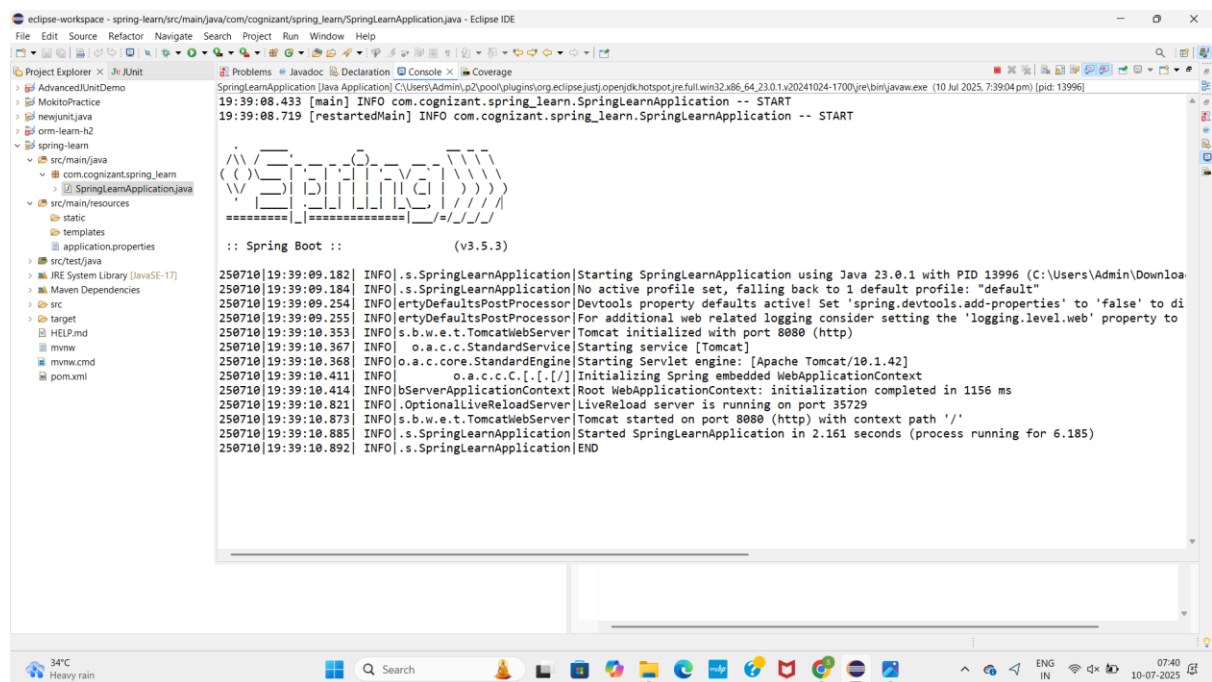 eclipse-workspace - spring-learn/src/main/java/com/cognizant/spring_learn/SpringLearnApplication.java - Eclipse IDE
File Edit Source Refactor Navigate Search Project Run Window Help
Project Explorer JUnit
AdvancedJUnitDemo
MokitoPractice
newjunit.java
orm-learn-h2
spring-learn
src/main/java
com.cognizant.spring_learn
SpringLearnApplication.java
src/main/resources
static
templates
application.properties
src/test/java
JRE System Library [JavaSE-17]
Maven Dependencies
src
target
HELP.md
mvnw
mvnw.cmd
pom.xml
Problems Javadoc Declaration Console Coverage
SpringLearnApplication [Java Application] C:\Users\Admin\.p2\pool\plugins\org.eclipse.justj.openjdk.hotspot.jre.full.win32.x86_64_23.0.1.v20241024-1700\jre\bin\javaw.exe (10 Jul 2025, 7:39:04 pm) [pid: 13996]
19:39:08.433 [main] INFO com.cognizant.spring_learn.SpringLearnApplication -- START
19:39:08.719 [restartedMain] INFO com.cognizant.spring_learn.SpringLearnApplication -- START
Spring
:: Spring Boot :: (v3.5.3)
250710|19:39:09.182| INFO|.s.SpringLearnApplication|Starting SpringLearnApplication using Java 23.0.1 with PID 13996 (C:\Users\Admin\Downloa
250710|19:39:09.184| INFO|.s.SpringLearnApplication|No active profile set, falling back to 1 default profile: "default"
250710|19:39:09.254| INFO|ertyDefaultsPostProcessor|Devtools property defaults active! Set 'spring.devtools.add-properties' to 'false' to di
250710|19:39:09.255| INFO|ertyDefaultsPostProcessor|For additional web related logging consider setting the 'logging.level.web' property to
250710|19:39:10.353| INFO|s.b.w.e.t.TomcatWebServer|Tomcat initialized with port 8080 (http)
250710|19:39:10.367| INFO| o.a.c.c.StandardService|Starting service [Tomcat]
250710|19:39:10.368| INFO|o.a.c.core.StandardEngine|Starting Servlet engine: [Apache Tomcat/10.1.42]
250710|19:39:10.411| INFO| o.a.c.c.C.[.[.[/]|Initializing Spring embedded WebApplicationContext
250710|19:39:10.414| INFO|bServerApplicationContext|Root WebApplicationContext: initialization completed in 1156 ms
250710|19:39:10.821| INFO|.OptionalLiveReloadServer|LiveReload server is running on port 35729
250710|19:39:10.873| INFO|s.b.w.e.t.TomcatWebServer|Tomcat started on port 8080 (http) with context path '/'
250710|19:39:10.885| INFO|.s.SpringLearnApplication|Started SpringLearnApplication in 2.161 seconds (process running for 6.185)
250710|19:39:10.892| INFO|.s.SpringLearnApplication|END
34°C
Heavy rain
Search
ENG
IN
07:40
10-07-2025